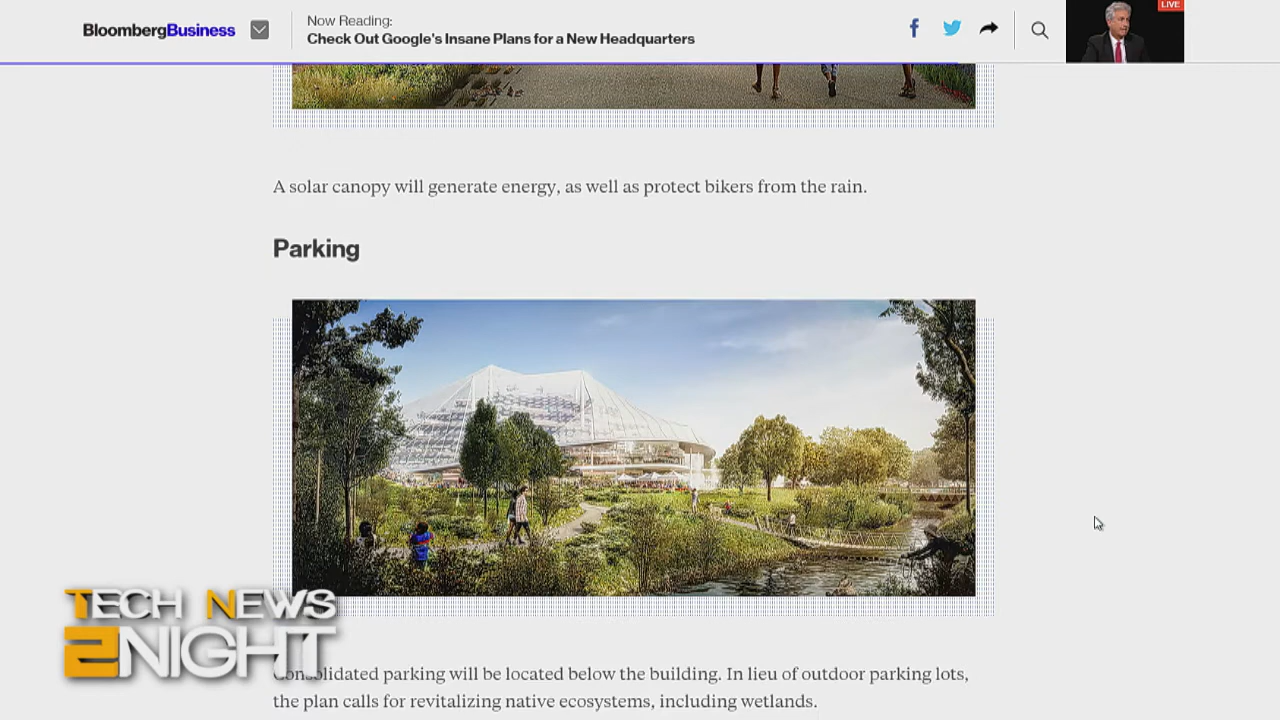 BloombergBusiness
Now Reading:
Check Out Google's Insane Plans for a New Headquarters
LIVE
A solar canopy will generate energy, as well as protect bikers from the rain.
Parking
TECH NEWS
2NIGHT
Consolidated parking will be located below the building. In lieu of outdoor parking lots,
the plan calls for revitalizing native ecosystems, including wetlands.